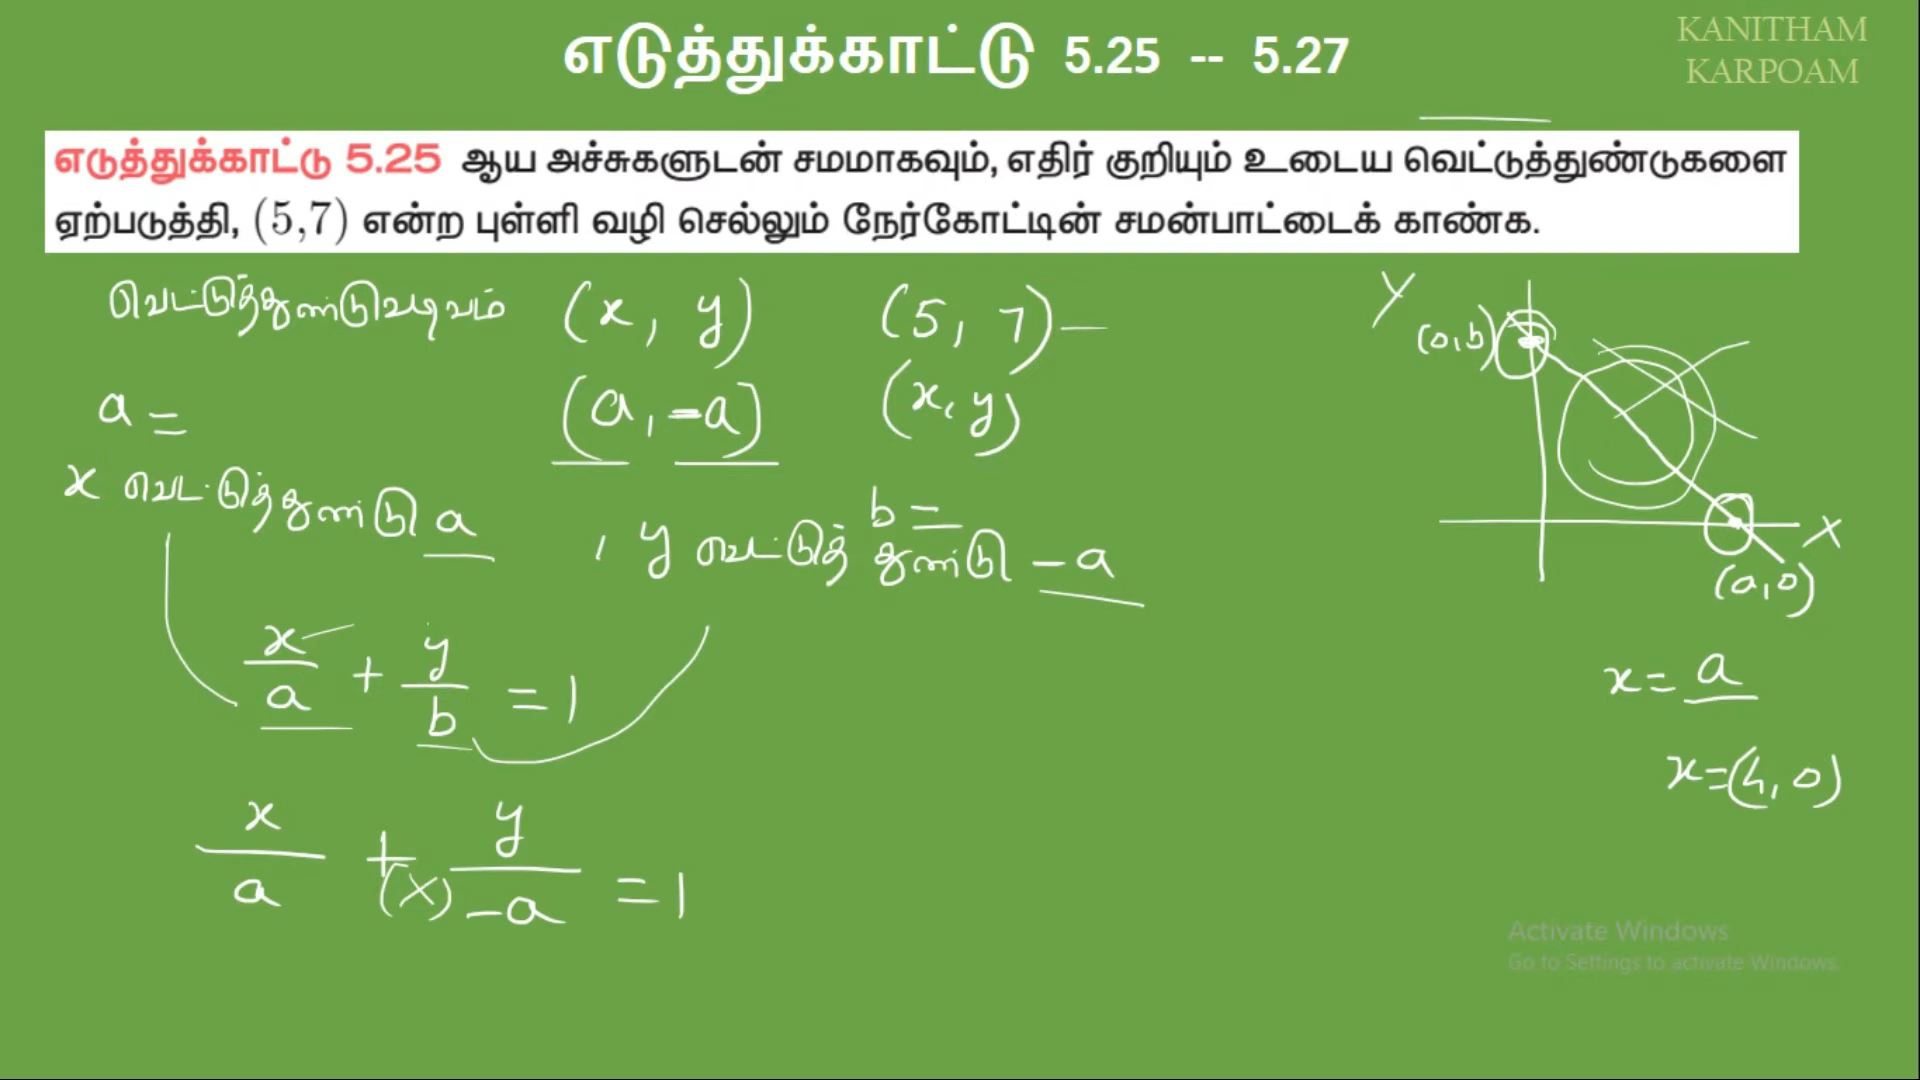 எடுத்துக்காட்டு 5.25 -- 5.27
KANITHAM
KARPOAM
எடுத்துக்காட்டு 5.25 ஆய அச்சுகளுடன் சமமாகவும், எதிர் குறியும் உடைய வெட்டுத்துண்டுகளை
ஏற்படுத்தி, (5,7) என்ற புள்ளி வழி செல்லும் நேர்கோட்டின் சமன்பாட்டைக் காண்க.
வெட்டுத்துண்டு வடிவம் (x, y) (5, 7)
Y
(0,b)
a = (a, -a) (x, y)
x வெட்டுத்துண்டு a , y வெட்டுத் துண்டு -a
b =
X
(a,0)
x/a + y/b = 1
x = a
x = (4, 0)
x/a + (x) y/-a = 1
Activate Windows
Go to Settings to activate Windows.